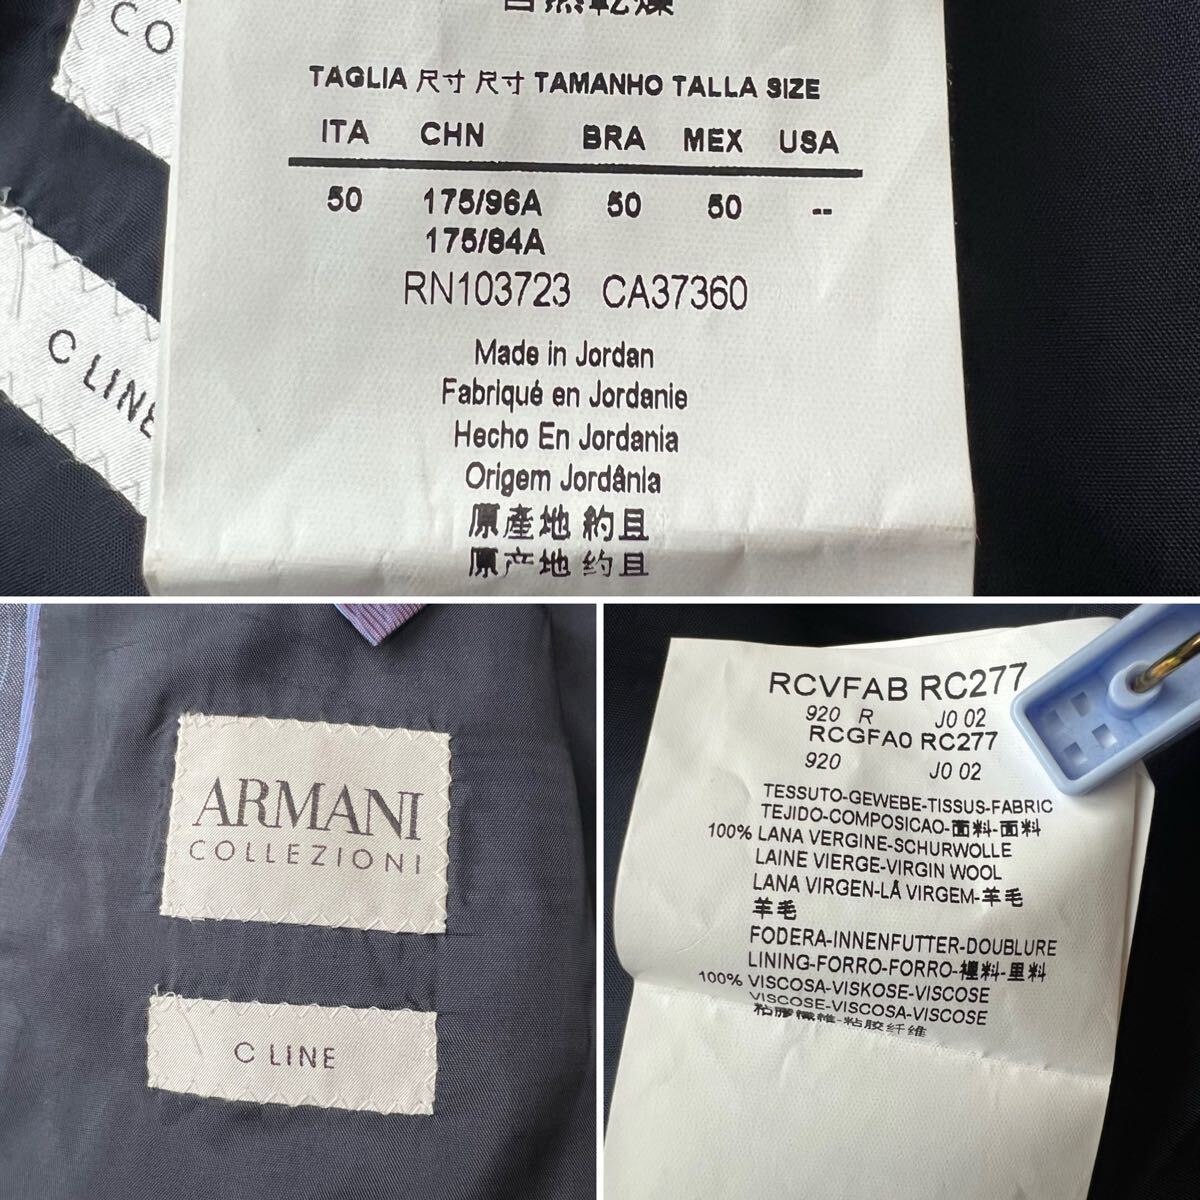 CO
C LINE
自然乾燥
TAGLIA 尺寸 尺寸 TAMANHO TALLA SIZE
ITA CHN BRA MEX USA
50 175/96A 50 50 --
175/84A
RN103723 CA37360
Made in Jordan
Fabriqué en Jordanie
Hecho En Jordania
Origem Jordânia
原產地 約旦
原产地 约旦
ARMANI
COLLEZIONI
C LINE
RCVFAB RC277
920 R J0 02
RCGFA0 RC277
920 J0 02
TESSUTO-GEWEBE-TISSUS-FABRIC
TEJIDO-COMPOSICAO-面料-面料
100% LANA VERGINE-SCHURWOLLE
LAINE VIERGE-VIRGIN WOOL
LANA VIRGEN-LÃ VIRGEM-羊毛
羊毛
FODERA-INNENFUTTER-DOUBLURE
LINING-FORRO-FORRO-裡料-里料
100% VISCOSA-VISKOSE-VISCOSE
VISCOSE-VISCOSA-VISCOSE
粘膠纖維-粘胶纤维